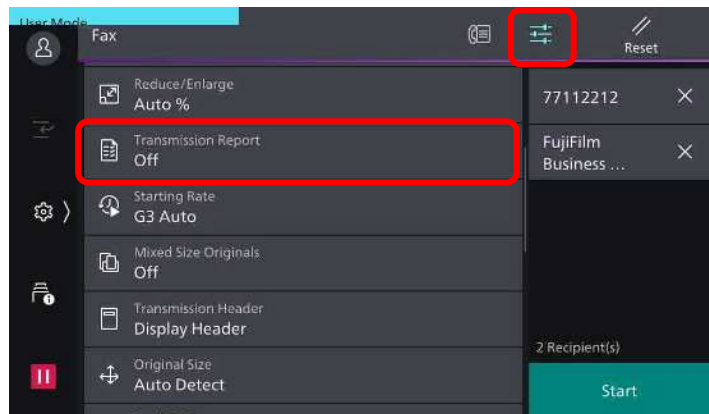 User Mode
Fax
Reset
Reduce/Enlarge
Auto %
Transmission Report
Off
Starting Rate
G3 Auto
Mixed Size Originals
Off
Transmission Header
Display Header
Original Size
Auto Detect
77112212
FujiFilm
Business ...
2 Recipient(s)
Start